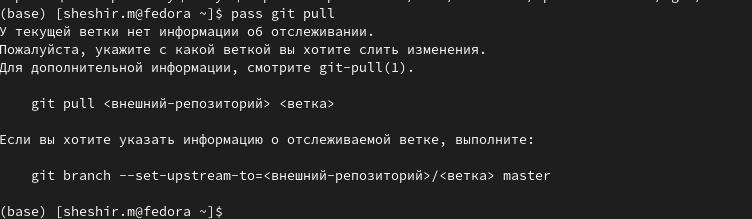 (base) [sheshir.m@fedora ~]$ pass git pull
У текущей ветки нет информации об отслеживании.
Пожалуйста, укажите с какой веткой вы хотите слить изменения.
Для дополнительной информации, смотрите git-pull(1).
git pull <внешний-репозиторий> <ветка>
Если вы хотите указать информацию о отслеживаемой ветке, выполните:
git branch --set-upstream-to=<внешний-репозиторий>/<ветка> master
(base) [sheshir.m@fedora ~]$